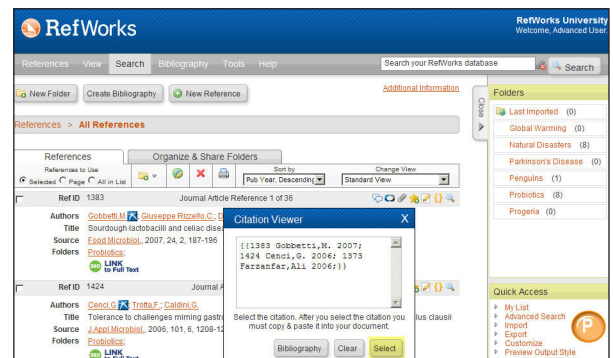 RefWorks
RefWorks University
Welcome, Advanced User.
References View Search Bibliography Tools Help
Search your RefWorks database
Search
New Folder
Create Bibliography
New Reference
Additional Information
Close
References > All References
References
Organize & Share Folders
References to Use
Selected Page All in List
Sort by
Pub Year, Descending
Change View
Standard View
Ref ID 1383 Journal Article Reference 1 of 36
Authors Gobbetti,M Giuseppe Rizzello,C; D
Title Sourdough lactobacilli and celiac disea
Source Food Microbiol., 2007, 24, 2, 187-196
Folders Probiotics;
360 LINK
to Full Text
Ref ID 1424 Journal A
Authors Cenci,G. Trotta,F.; Caldini,G.
Title Tolerance to challenges miming gastr lus clausii
Source J.Appl.Microbiol., 2006, 101, 6, 1208-12
Folders Probiotics;
360 LINK
to Full Text
Citation Viewer X
{{1383 Gobbetti,M. 2007;
1424 Cenci,G. 2006; 1373
Farzanfar,Ali 2006;}}
Select the citation. After you select the citation you
must copy & paste it into your document.
Bibliography
Clear
Select
Folders
Last Imported (0)
Global Warming (0)
Natural Disasters (8)
Parkinson's Disease (0)
Penguins (1)
Probiotics (8)
Progeria (0)
Quick Access
My List
Advanced Search
Import
Export
Customize
Preview Output Style
P